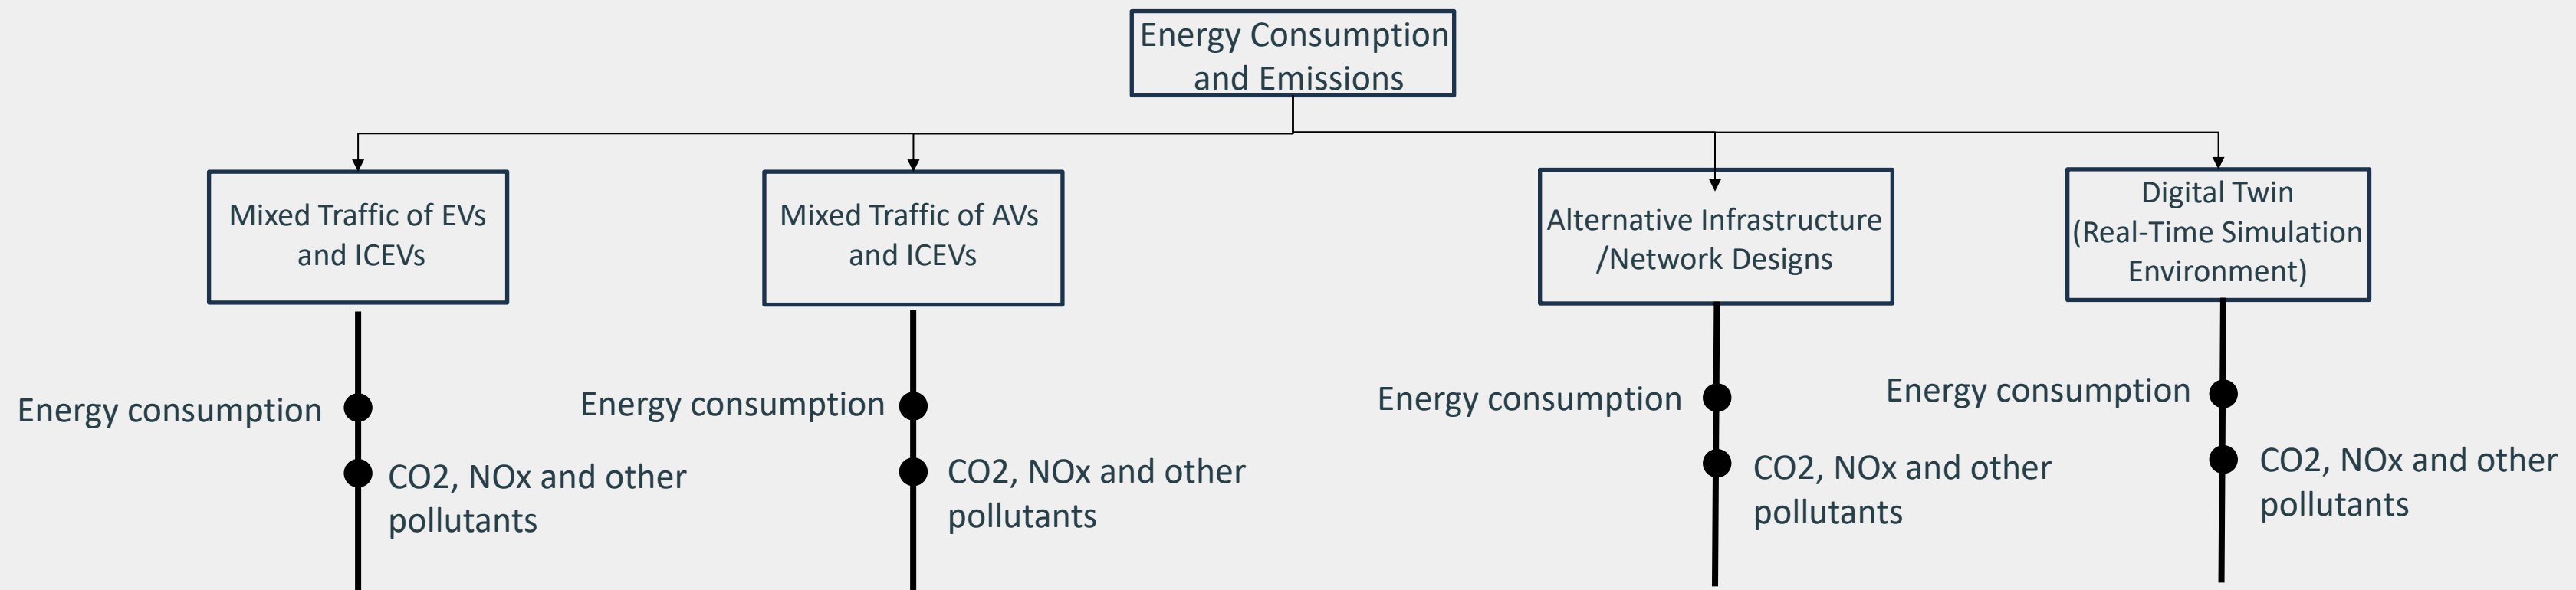 Energy Consumption
and Emissions
Mixed Traffic of EVs
and ICEVs
Mixed Traffic of AVs
and ICEVs
Alternative Infrastructure
/Network Designs
Digital Twin
(Real-Time Simulation
Environment)
Energy consumption
CO2, NOx and other
pollutants
Energy consumption
CO2, NOx and other
pollutants
Energy consumption
CO2, NOx and other
pollutants
Energy consumption
CO2, NOx and other
pollutants